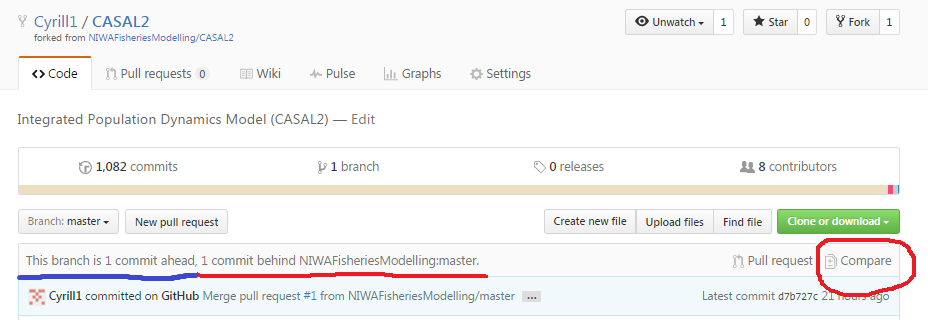 Cyrill1 / CASAL2
forked from NIWAFisheriesModelling/CASAL2
Unwatch 1 Star 0 Fork 1
Code Pull requests 0 Wiki Pulse Graphs Settings
Integrated Population Dynamics Model (CASAL2) — Edit
1,082 commits 1 branch 0 releases 8 contributors
Branch: master New pull request Create new file Upload files Find file Clone or download
This branch is 1 commit ahead, 1 commit behind NIWAFisheriesModelling:master. Pull request Compare
Cyrill1 committed on GitHub Merge pull request #1 from NIWAFisheriesModelling/master ... Latest commit d7b727c 21 hours ago